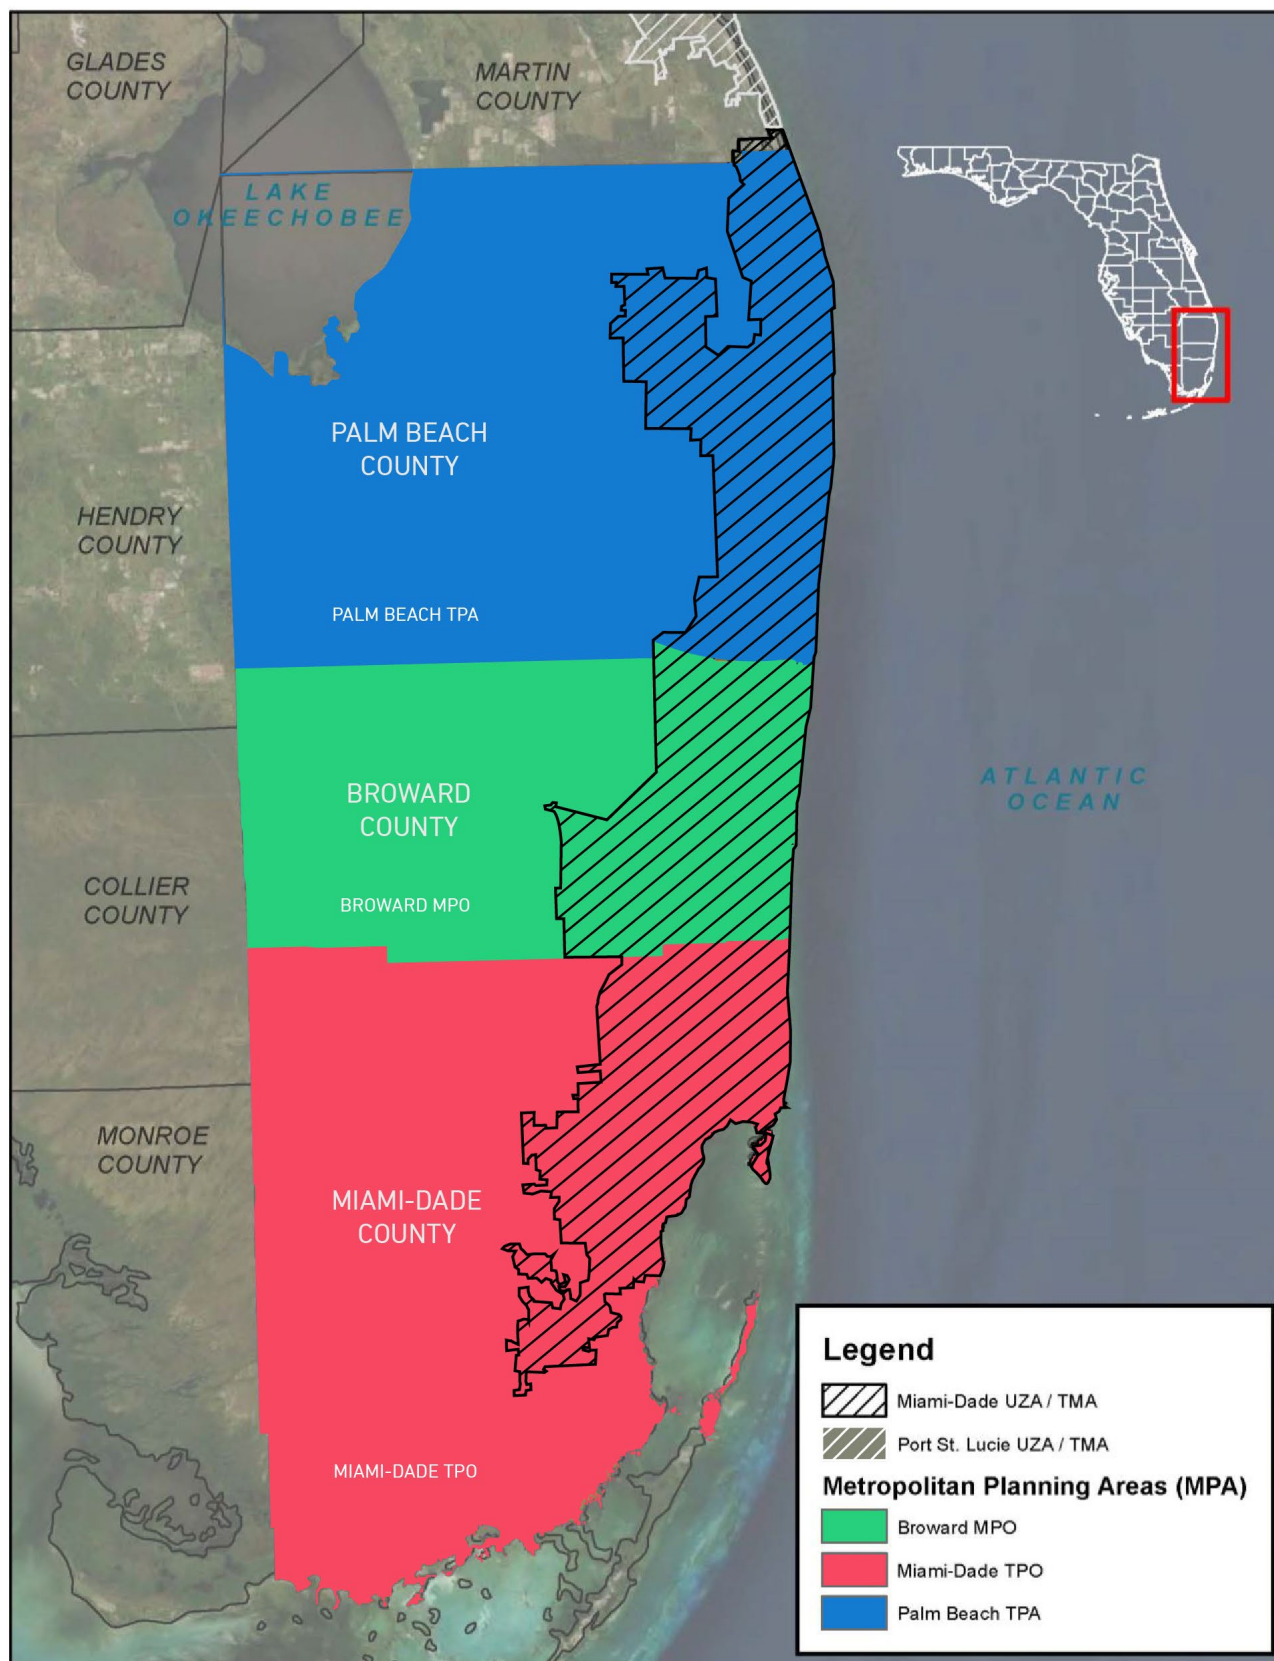 GLADES
COUNTY
MARTIN
COUNTY
LAKE
OKEECHOBEE
PALM BEACH
COUNTY
HENDRY
COUNTY
PALM BEACH TPA
ATLANTIC
OCEAN
BROWARD
COUNTY
COLLIER
COUNTY
BROWARD MPO
MONROE
COUNTY
MIAMI-DADE
COUNTY
MIAMI-DADE TPO
Legend
Miami-Dade UZA / TMA
Port St. Lucie UZA / TMA
Metropolitan Planning Areas (MPA)
Broward MPO
Miami-Dade TPO
Palm Beach TPA